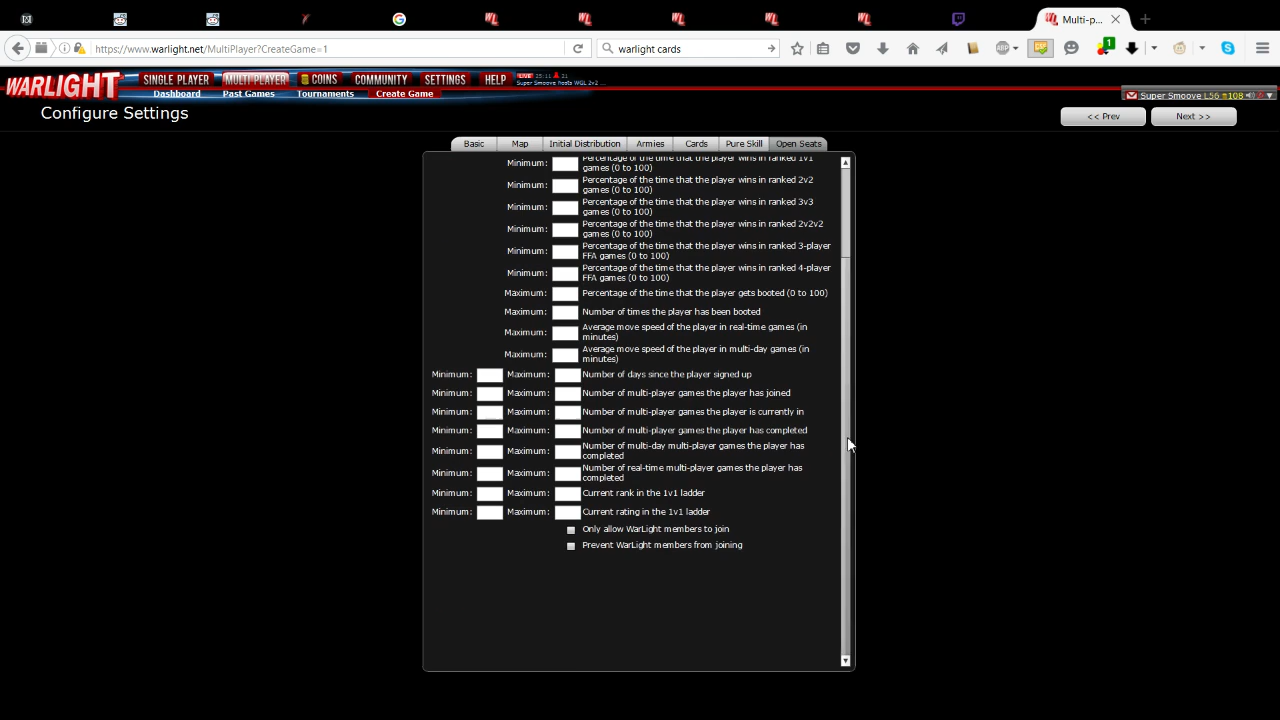 Multi-p...
https://www.warlight.net/MultiPlayer?CreateGame=1
warlight cards
ABP
1
WARLIGHT
SINGLE PLAYER
MULTI-PLAYER
COINS
COMMUNITY
SETTINGS
HELP
Dashboard
Past Games
Tournaments
Create Game
Super Smoove L56
108
Configure Settings
<< Prev
Next >>
Basic
Map
Initial Distribution
Armies
Cards
Pure Skill
Open Seats
Minimum: Percentage of the time that the player wins in ranked 1v1
games (0 to 100)
Minimum: Percentage of the time that the player wins in ranked 2v2
games (0 to 100)
Minimum: Percentage of the time that the player wins in ranked 3v3
games (0 to 100)
Minimum: Percentage of the time that the player wins in ranked 2v2v2
games (0 to 100)
Minimum: Percentage of the time that the player wins in ranked 3-player
FFA games (0 to 100)
Minimum: Percentage of the time that the player wins in ranked 4-player
FFA games (0 to 100)
Maximum: Percentage of the time that the player gets booted (0 to 100)
Maximum: Number of times the player has been booted
Maximum: Average move speed of the player in real-time games (in
minutes)
Maximum: Average move speed of the player in multi-day games (in
minutes)
Minimum: Maximum: Number of days since the player signed up
Minimum: Maximum: Number of multi-player games the player has joined
Minimum: Maximum: Number of multi-player games the player is currently in
Minimum: Maximum: Number of multi-player games the player has completed
Minimum: Maximum: Number of multi-day multi-player games the player has
completed
Minimum: Maximum: Number of real-time multi-player games the player has
completed
Minimum: Maximum: Current rank in the 1v1 ladder
Minimum: Maximum: Current rating in the 1v1 ladder
Only allow WarLight members to join
Prevent WarLight members from joining